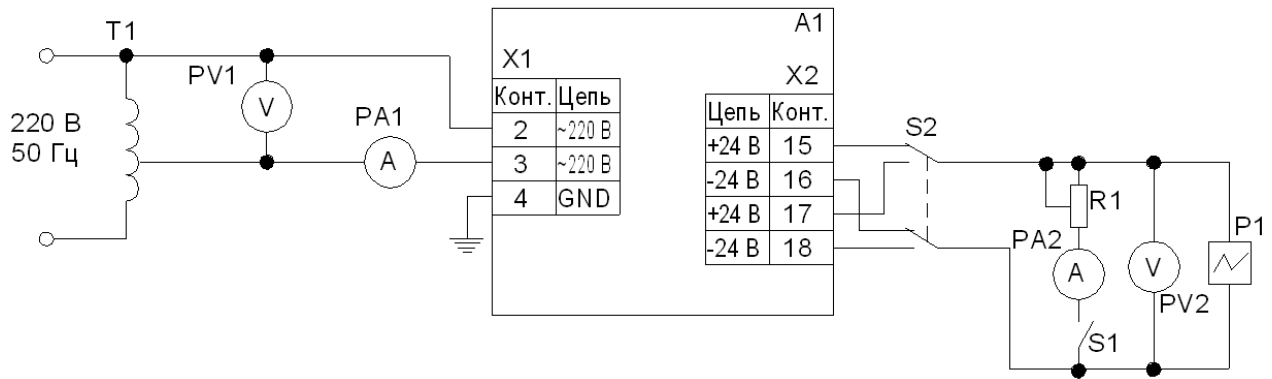 T1
A1
X1
PV1
X2
V
Конт. Цепь
PA1
Цепь Конт.
220 В
50 Гц
2 ~220 В
S2
+24 В 15
A
3 ~220 В
-24 В 16
4 GND
+24 В 17
R1
-24 В 18
PA2
P1
A
V
PV2
S1